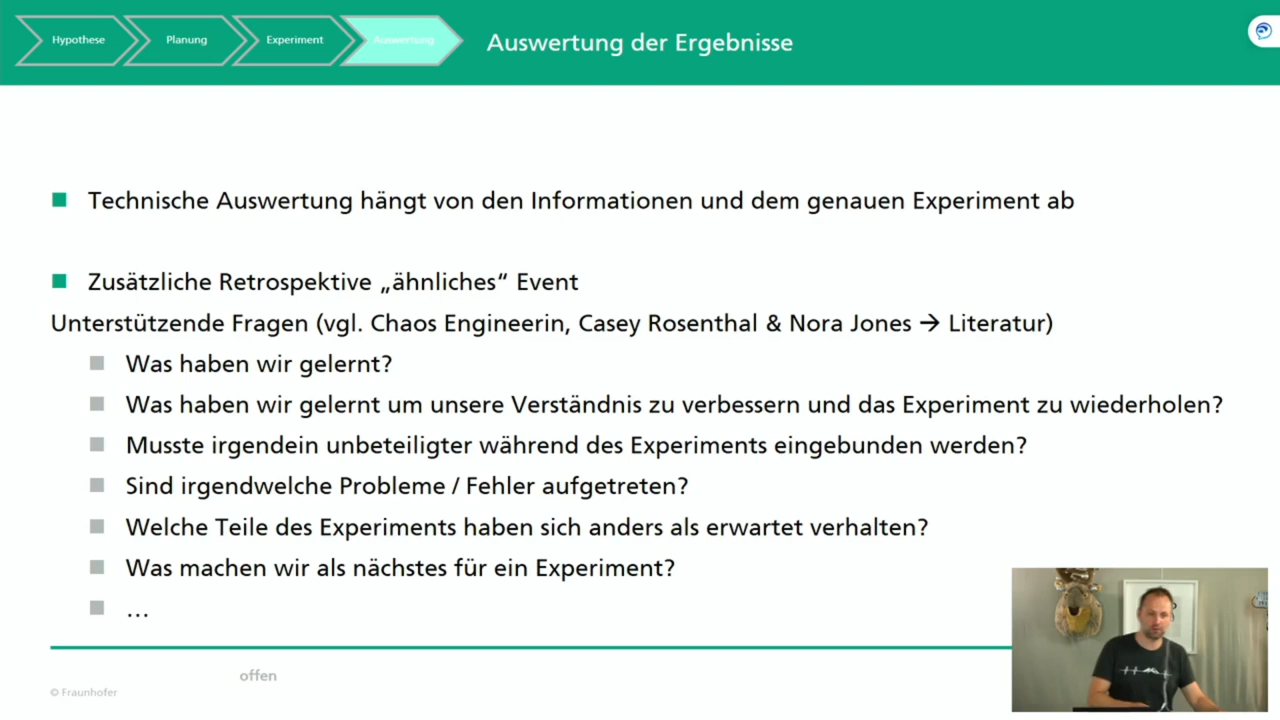 Hypothese
Planung
Experiment
Auswertung
Auswertung der Ergebnisse
Technische Auswertung hängt von den Informationen und dem genauen Experiment ab
Zusätzliche Retrospektive „ähnliches“ Event
Unterstützende Fragen (vgl. Chaos Engineerin, Casey Rosenthal & Nora Jones → Literatur)
Was haben wir gelernt?
Was haben wir gelernt um unsere Verständnis zu verbessern und das Experiment zu wiederholen?
Musste irgendein unbeteiligter während des Experiments eingebunden werden?
Sind irgendwelche Probleme / Fehler aufgetreten?
Welche Teile des Experiments haben sich anders als erwartet verhalten?
Was machen wir als nächstes für ein Experiment?
…
offen
© Fraunhofer